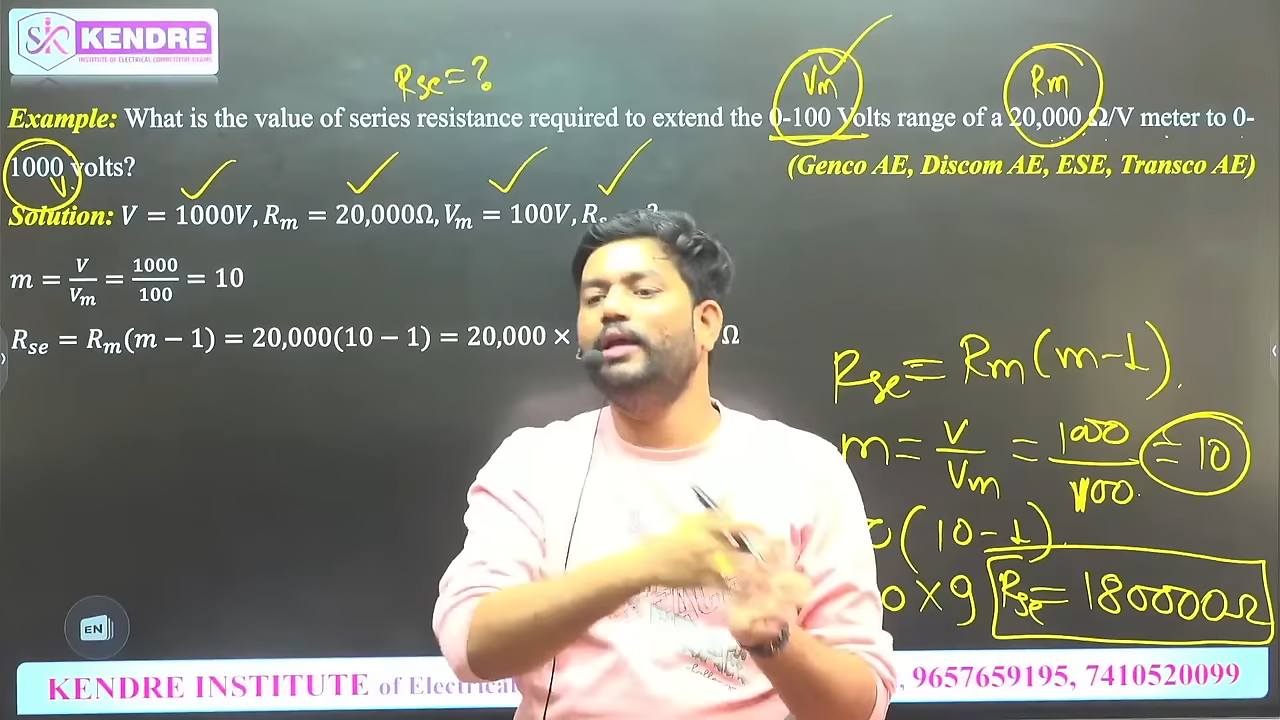 SKR KENDRE
INSTITUTE OF ELECTRICAL COMPETITIVE EXAMS
Rse = ?
Vm
Rm
Example: What is the value of series resistance required to extend the 0-100 Volts range of a 20,000 Ω/V meter to 0-
1000 volts?
V
(Genco AE, Discom AE, ESE, Transco AE)
Solution: V = 1000V, Rm = 20,000Ω, Vm = 100V, R
m = V/Vm = 1000/100 = 10
Rse = Rm(m − 1) = 20,000(10 − 1) = 20,000 × Ω
Rse = Rm(m-1).
m = V/Vm = 1000/100 = 10
0(10-1)
0 × 9 Rse = 180000Ω
EN
KENDRE INSTITUTE of Electrical , 9657659195, 7410520099